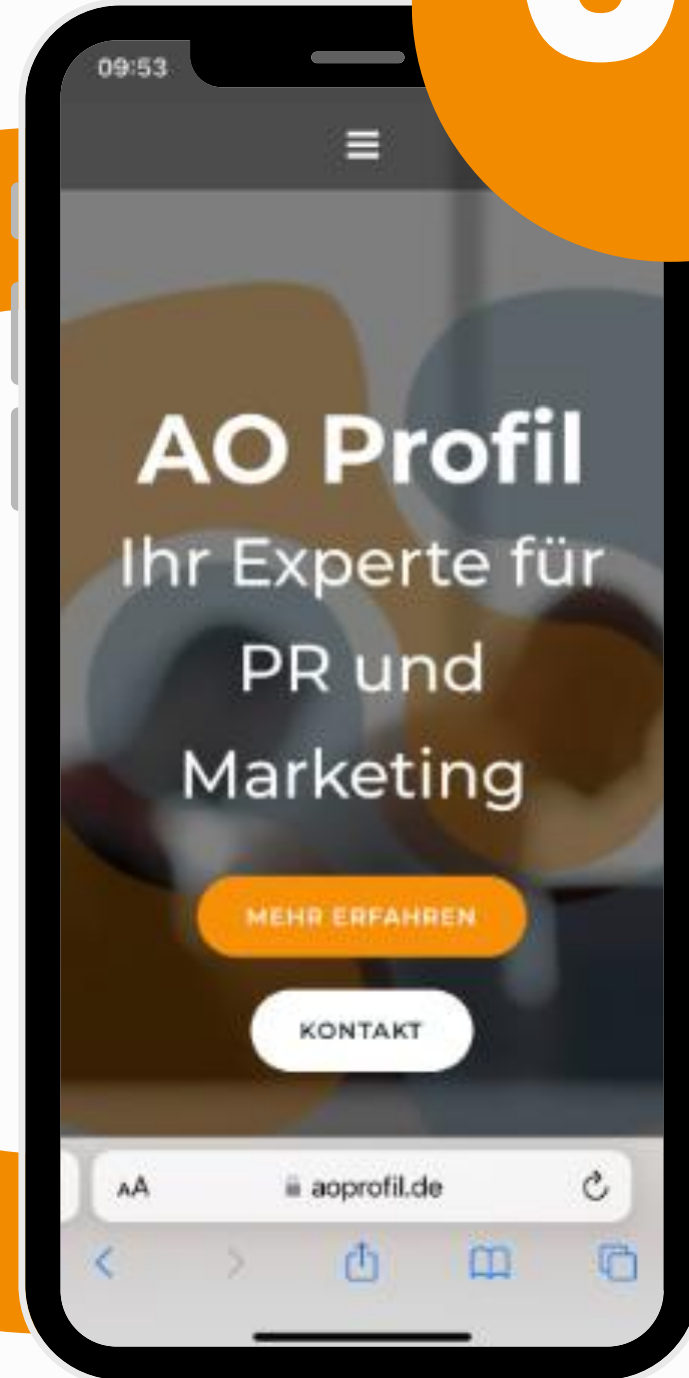 09:53
AO Profil
Ihr Experte für
PR und
Marketing
MEHR ERFAHREN
KONTAKT
AA
aoprofil.de